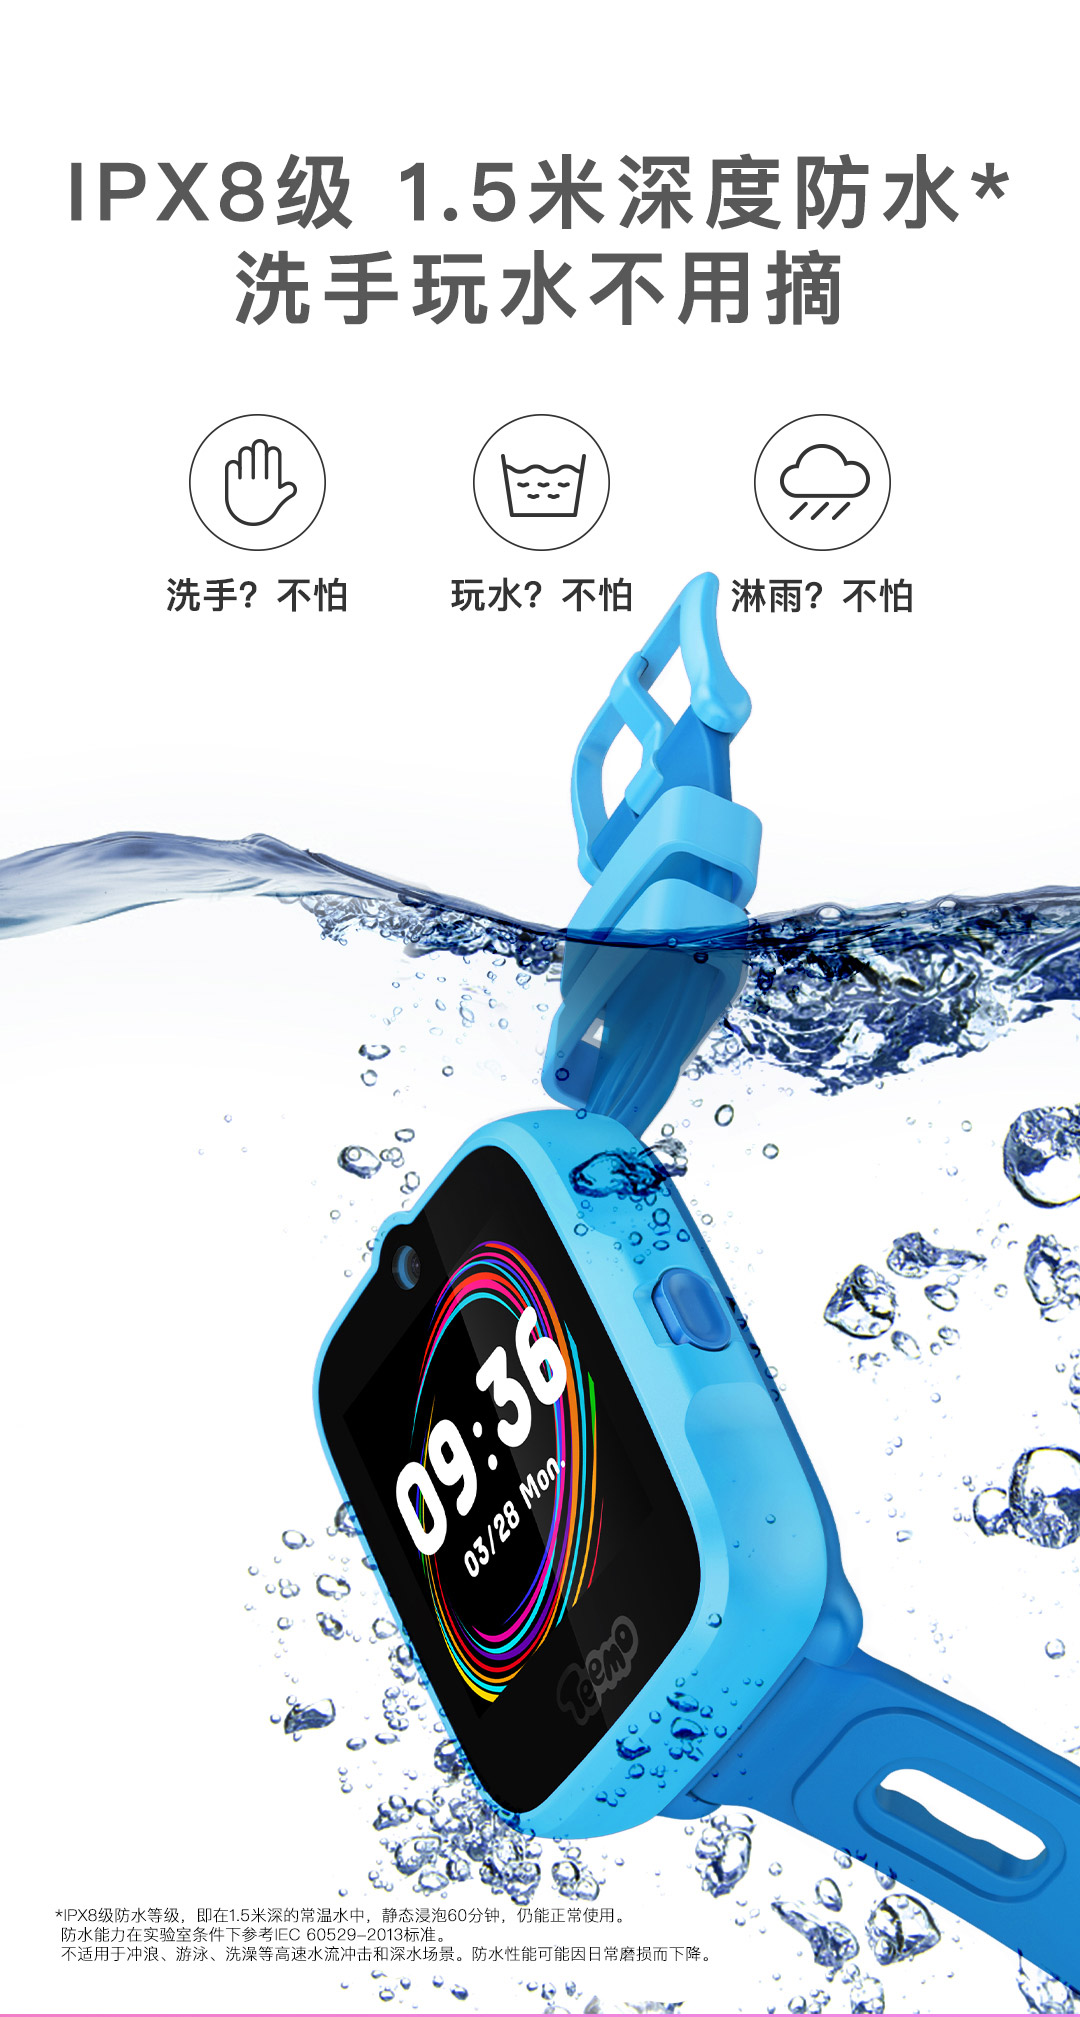 IPX8级 1.5米深度防水*
洗手玩水不用摘
洗手？不怕
玩水？不怕
淋雨？不怕
09:36
03/28 Mon.
Teemo
*IPX8级防水等级，即在1.5米深的常温水中，静态浸泡60分钟，仍能正常使用。
防水能力在实验室条件下参考IEC 60529-2013标准。
不适用于冲浪、游泳、洗澡等高速水流冲击和深水场景。防水性能可能因日常磨损而下降。